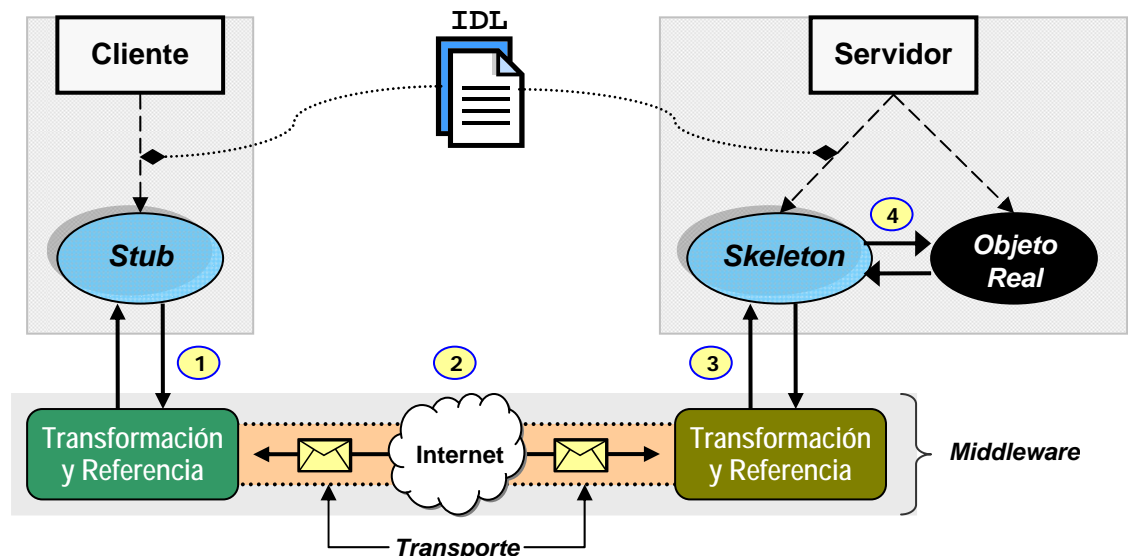 IDL
Cliente
Servidor
Stub
Skeleton
4
Objeto
Real
1
2
3
Transformación
y Referencia
Internet
Transformación
y Referencia
Middleware
Transporte